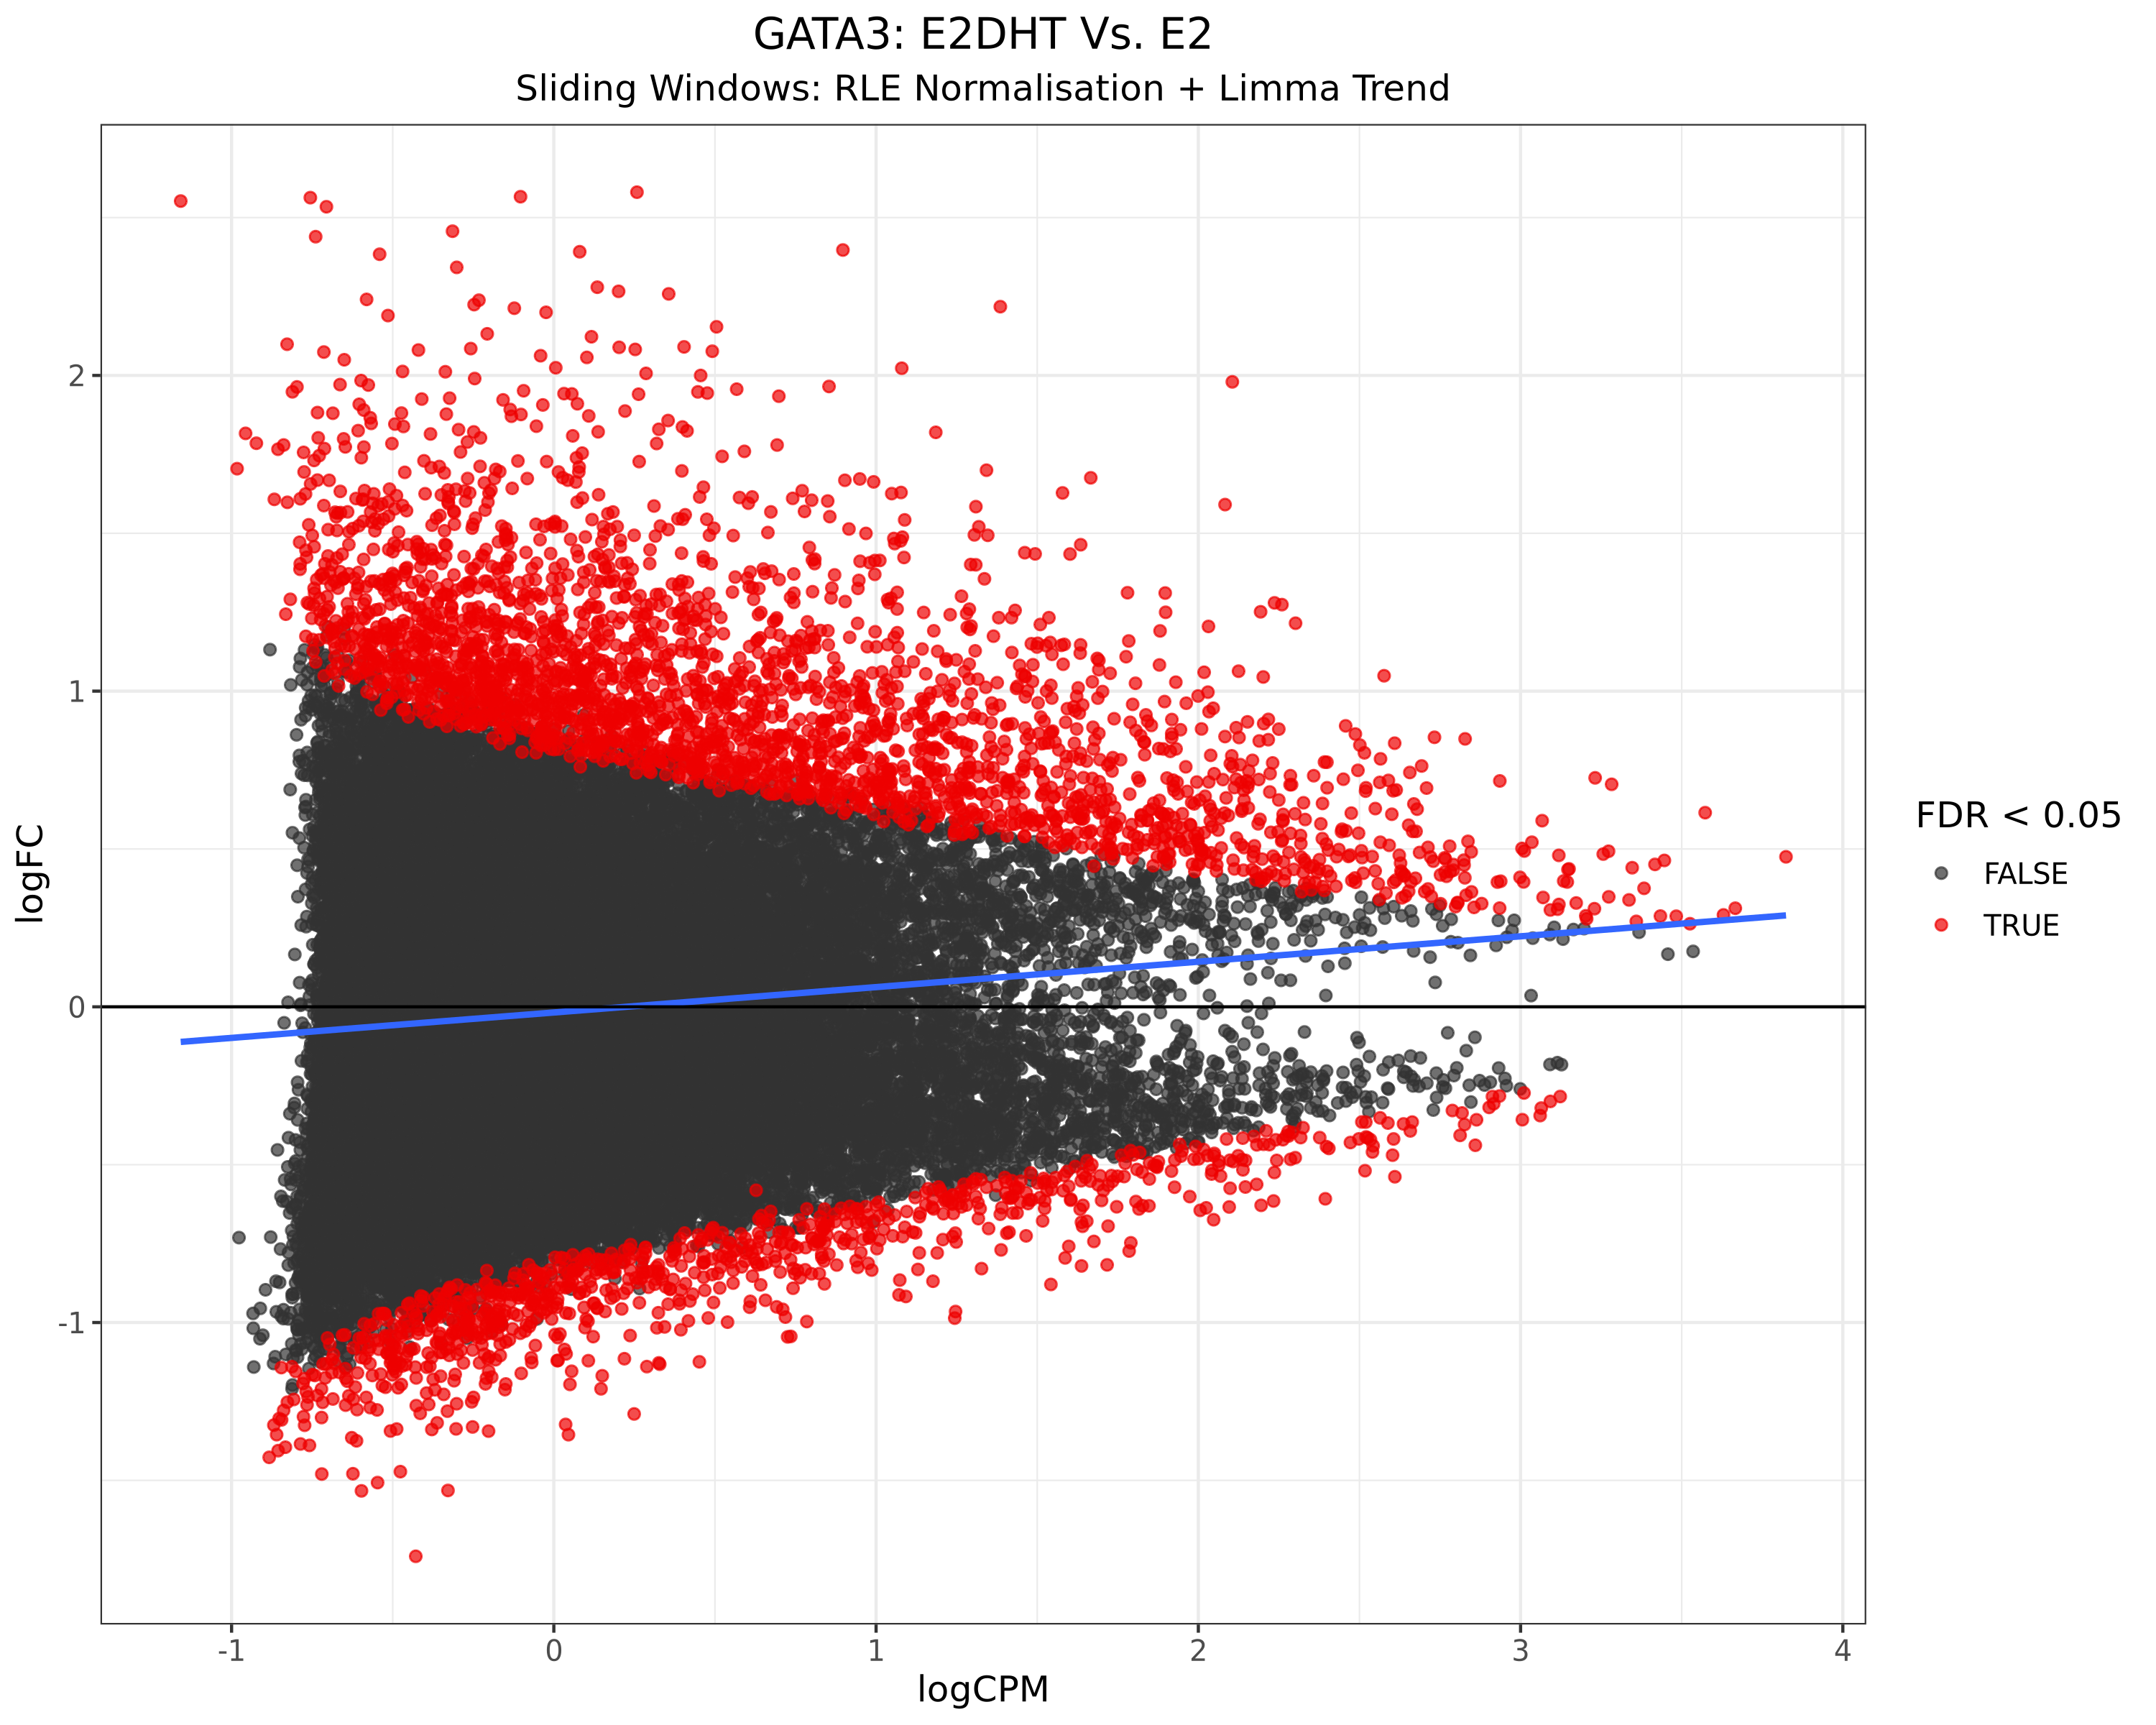 GATA3: E2DHT Vs. E2
Sliding Windows: RLE Normalisation + Limma Trend
logFC
2
1
0
-1
-1
0
1
2
3
4
logCPM
FDR < 0.05
FALSE
TRUE